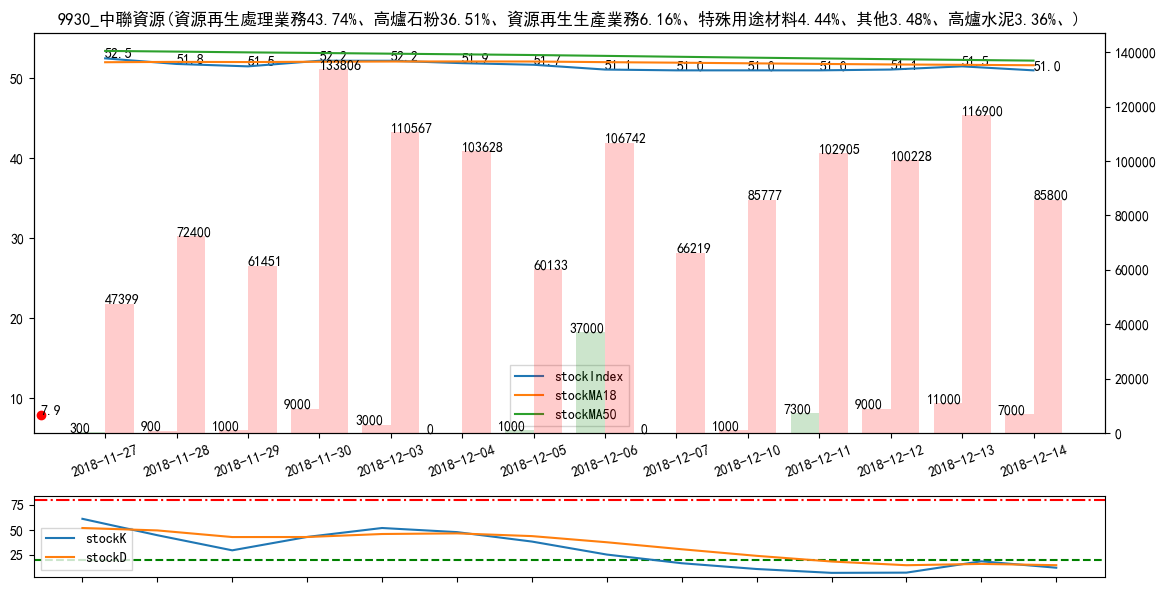 9930_中聯資源(資源再生處理業務43.74%、高爐石粉36.51%、資源再生生產業務6.16%、特殊用途材料4.44%、其他3.48%、高爐水泥3.36%、)
52.5 51.8 51.5 52.2 52.2 51.9 51.7 51.1 51.0 51.0 51.0 51.1 51.5 51.0
50 40 30 20 10
140000 120000 100000 80000 60000 40000 20000 0
47399 72400 61451 133806 110567 103628 60133 106742 66219 85777 102905 100228 116900 85800
7.9
300 900 1000 9000 3000 0 1000 37000 0 1000 7300 9000 11000 7000
stockIndex
stockMA18
stockMA50
2018-11-27 2018-11-28 2018-11-29 2018-11-30 2018-12-03 2018-12-04 2018-12-05 2018-12-06 2018-12-07 2018-12-10 2018-12-11 2018-12-12 2018-12-13 2018-12-14
75 50 25
stockK
stockD